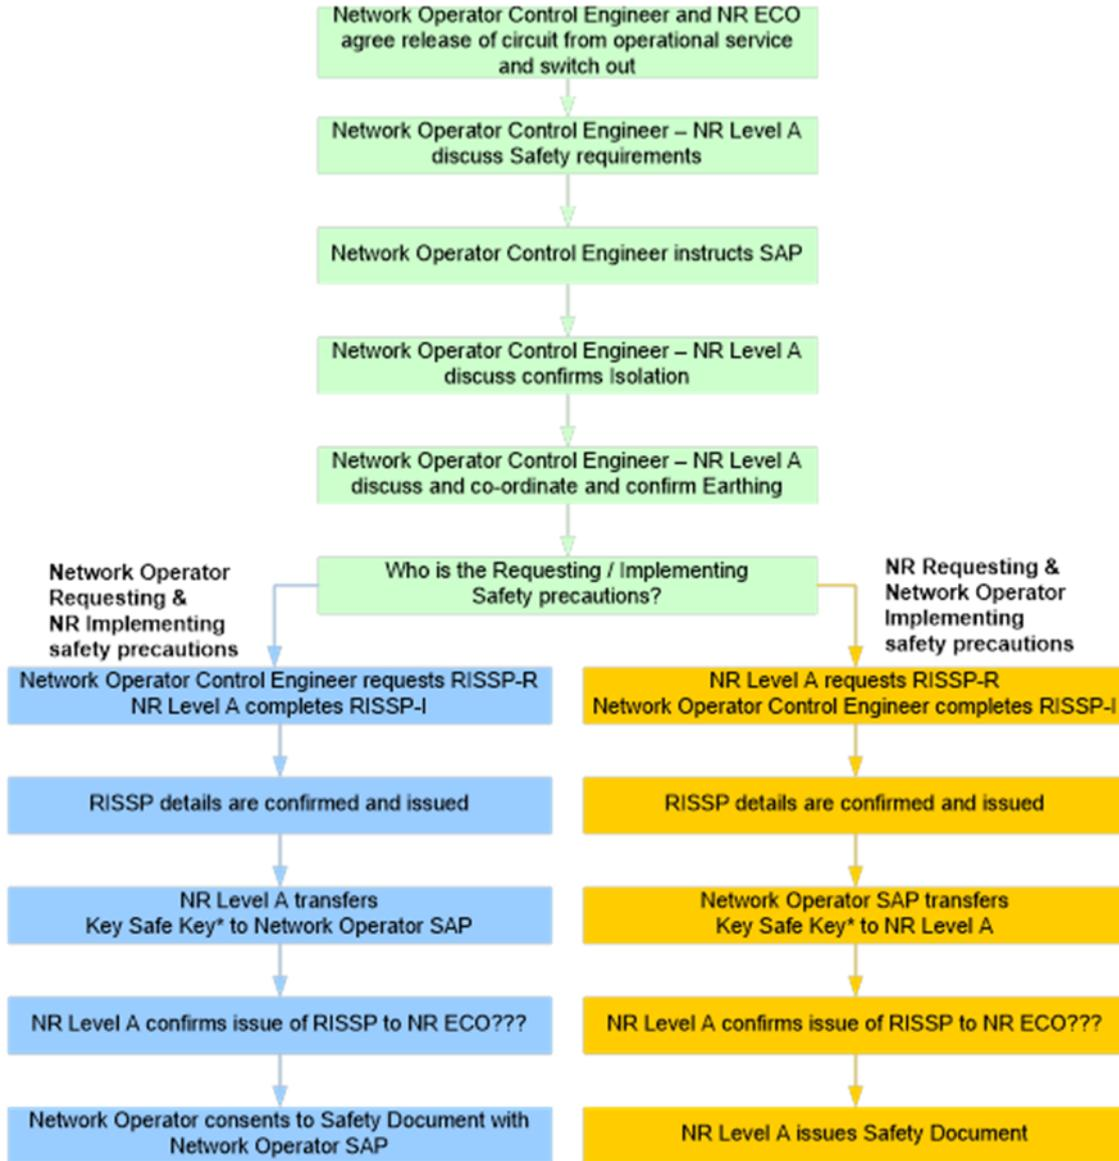 Network Operator Control Engineer and NR ECO
agree release of circuit from operational service
and switch out
Network Operator Control Engineer – NR Level A
discuss Safety requirements
Network Operator Control Engineer instructs SAP
Network Operator Control Engineer – NR Level A
discuss confirms Isolation
Network Operator Control Engineer – NR Level A
discuss and co-ordinate and confirm Earthing
Who is the Requesting / Implementing
Safety precautions?
Network Operator
Requesting &
NR Implementing
safety precautions
Network Operator Control Engineer requests RISSP-R
NR Level A completes RISSP-I
RISSP details are confirmed and issued
NR Level A transfers
Key Safe Key* to Network Operator SAP
NR Level A confirms issue of RISSP to NR ECO???
Network Operator consents to Safety Document with
Network Operator SAP
NR Requesting &
Network Operator
Implementing
safety precautions
NR Level A requests RISSP-R
Network Operator Control Engineer completes RISSP-I
RISSP details are confirmed and issued
Network Operator SAP transfers
Key Safe Key* to NR Level A
NR Level A confirms issue of RISSP to NR ECO???
NR Level A issues Safety Document